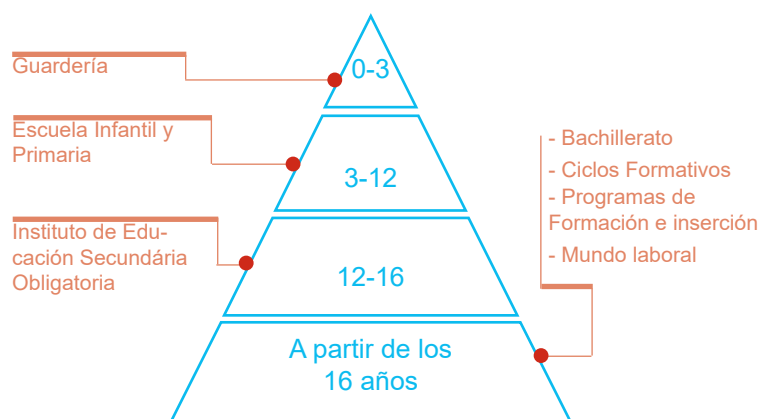 Guardería
0-3
Escuela Infantil y
Primaria
3-12
Instituto de Edu-
cación Secundária
Obligatoria
12-16
- Bachillerato
- Ciclos Formativos
- Programas de
Formación e inserción
- Mundo laboral
A partir de los
16 años